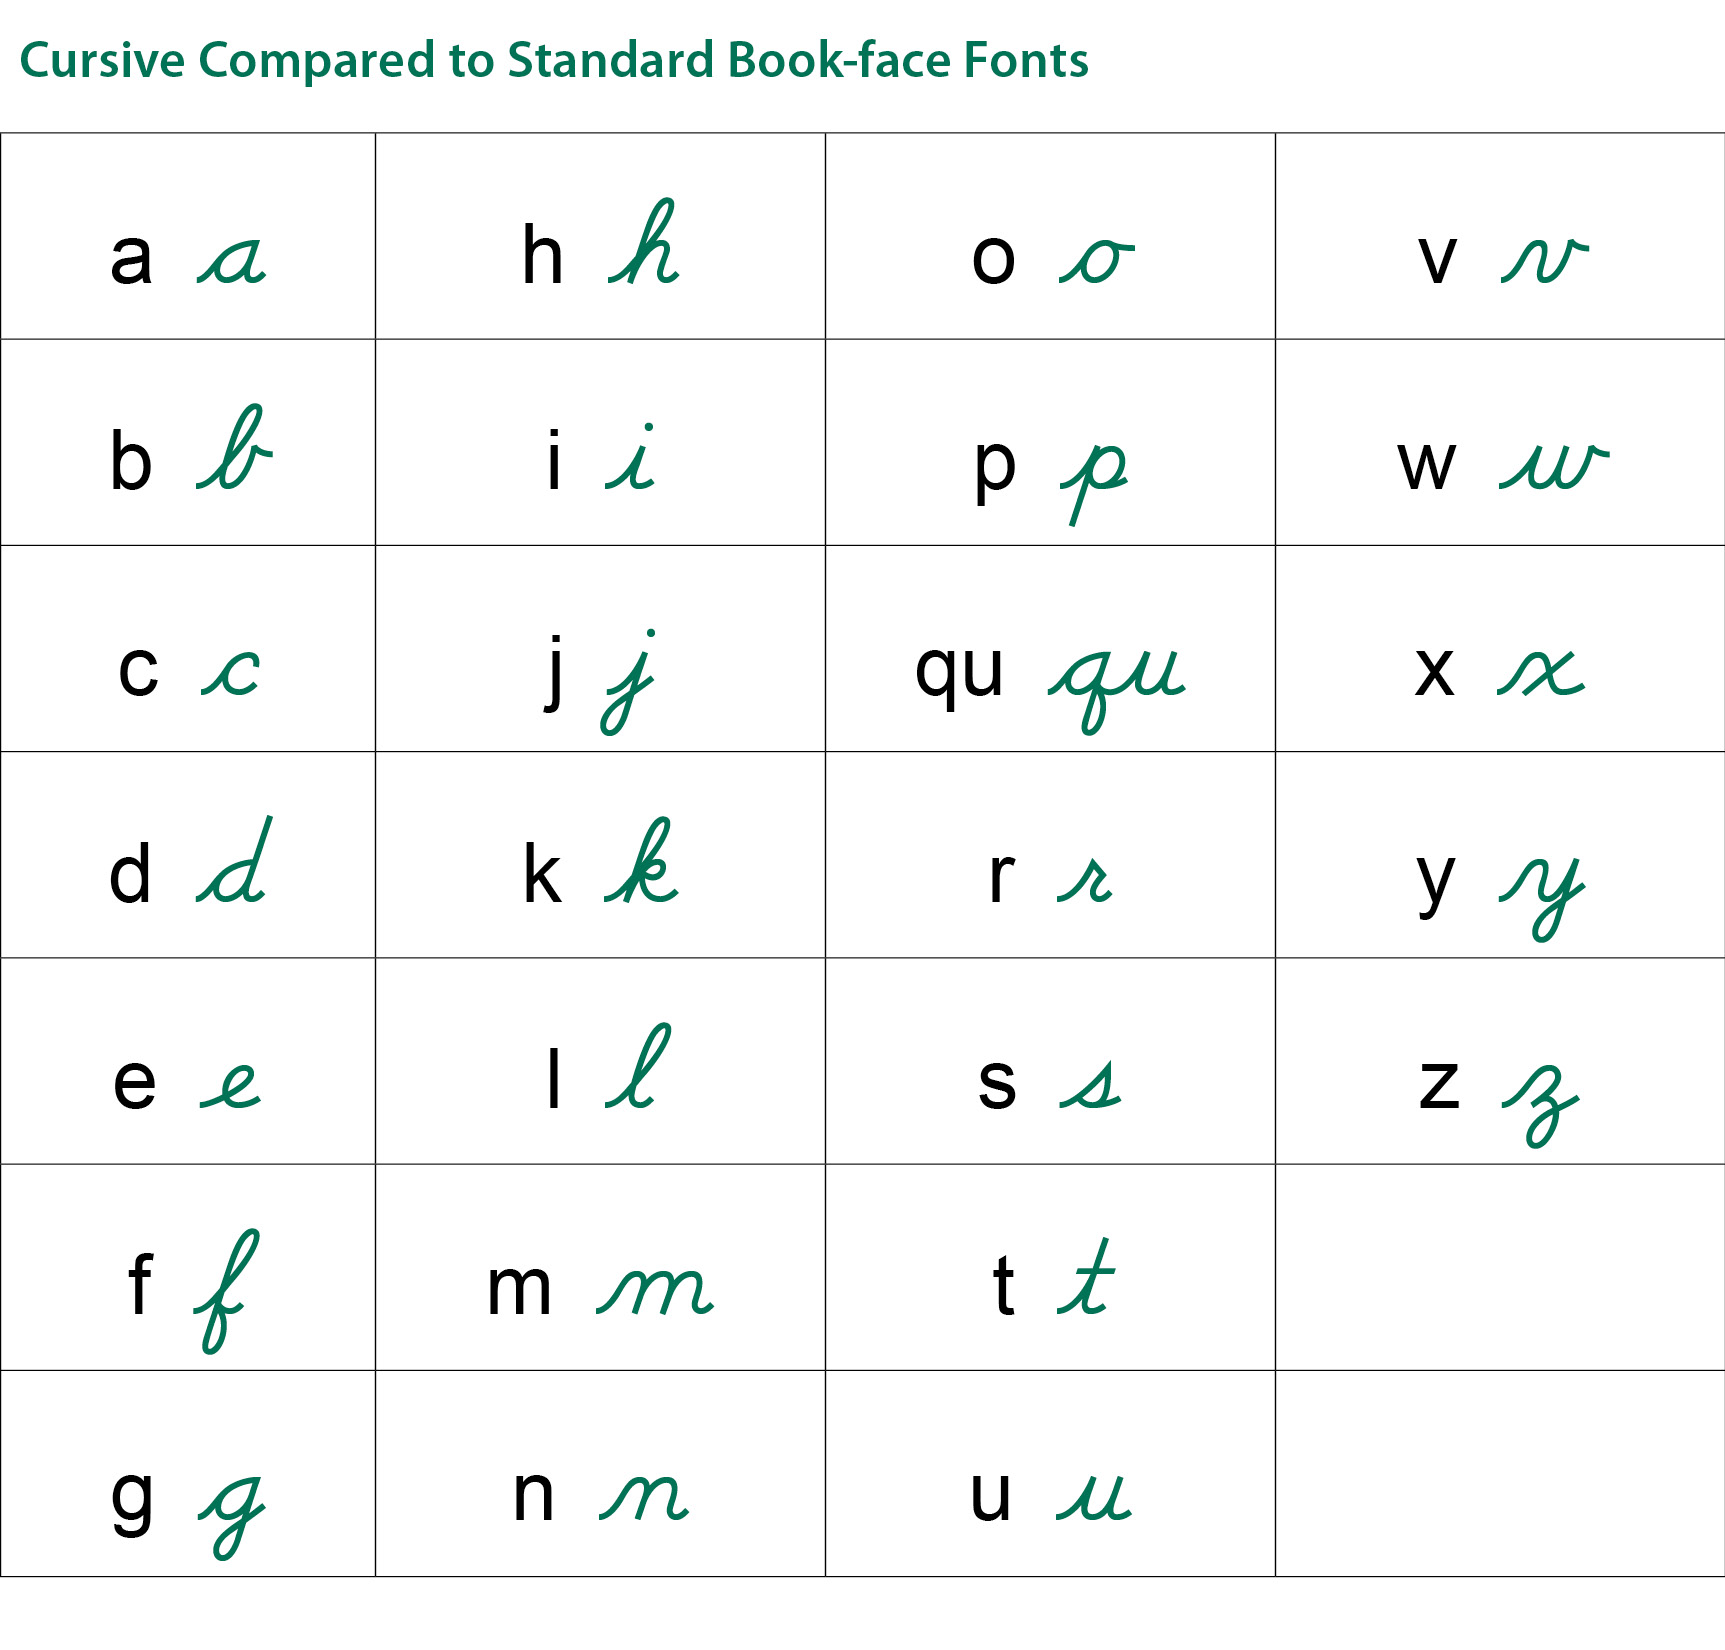 Cursive Compared to Standard Book-face Fonts
a a h h o o v v
b b i i p p w w
c c j j qu qu x x
d d k k r r y y
e e l l s s z z
f f m m t t
g g n n u u